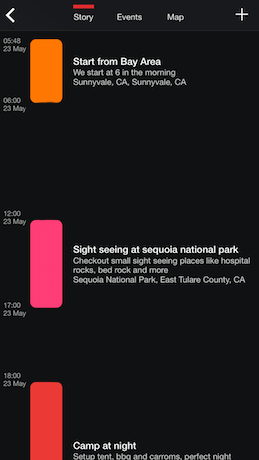 Story Events Map
05:48
23 May
Start from Bay Area
We start at 6 in the morning
Sunnyvale, CA, Sunnyvale, CA
06:00
23 May
12:00
23 May
Sight seeing at sequoia national park
Checkout small sight seeing places like hospital
rocks, bed rock and more
Sequoia National Park, East Tulare County, CA
17:00
23 May
18:00
23 May
Camp at night
Setup tent, bbq and carroms, perfect night